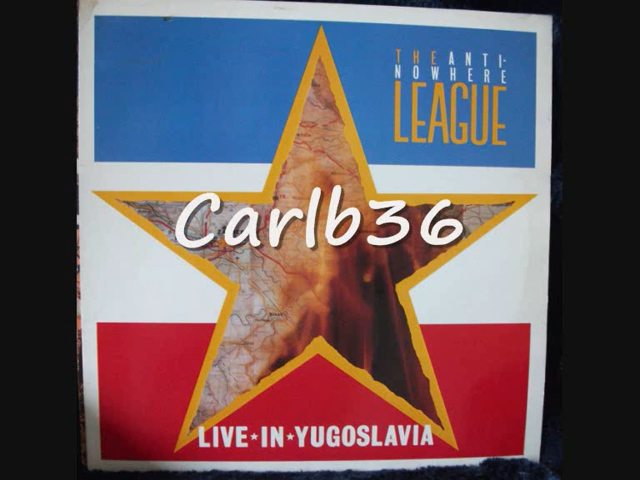 THE ANTI-
NOWHERE
LEAGUE
Carlb36
LIVE★IN★YUGOSLAVIA